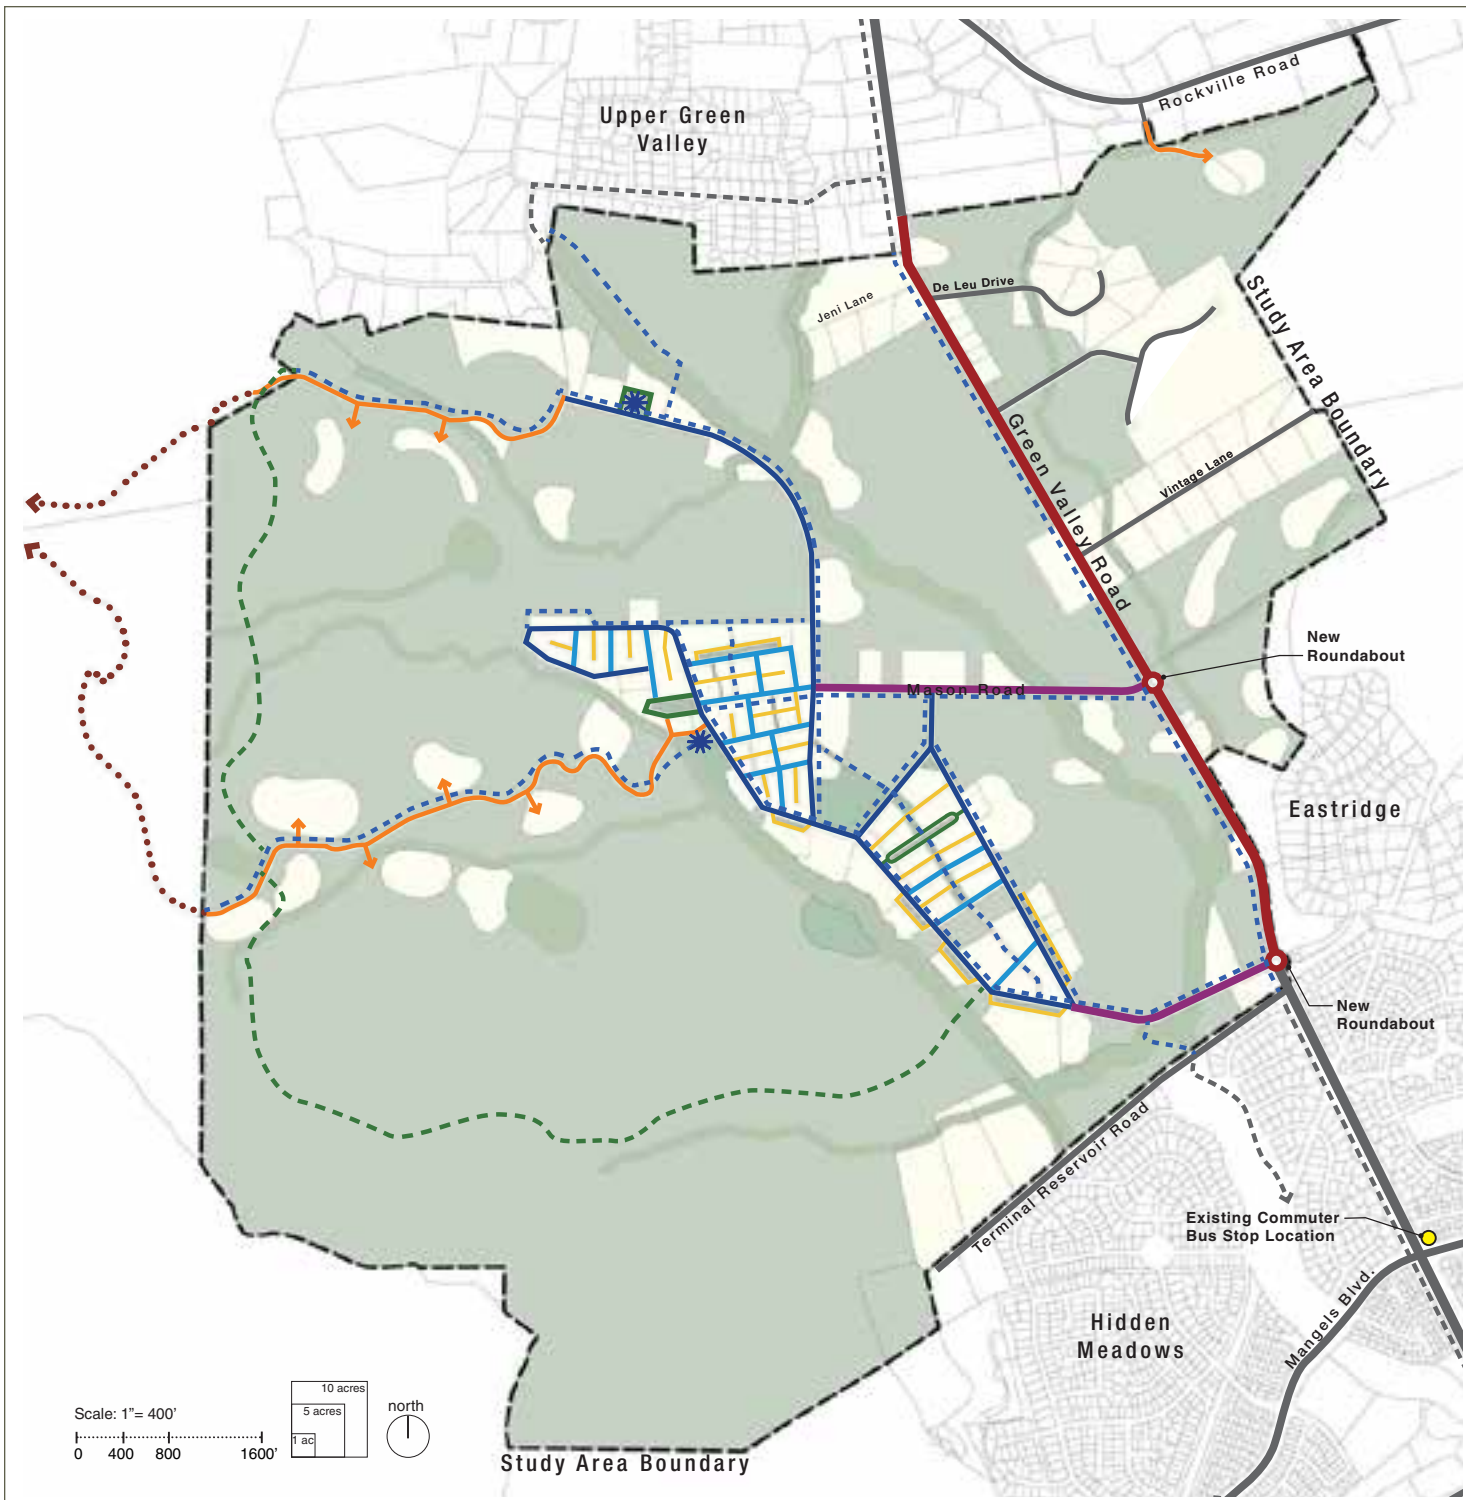 Rockville Road
Upper Green
Valley
De Leu Drive
Jeni Lane
Study Area Boundary
Green Valley Road
Vintage Lane
New
Roundabout
Mason Road
Eastridge
New
Roundabout
Terminal Reservoir Road
Existing Commuter
Bus Stop Location
Mangels Blvd.
Hidden
Meadows
10 acres
5 acres
1 ac
north
Scale: 1"= 400'
0 400 800 1600'
Study Area Boundary